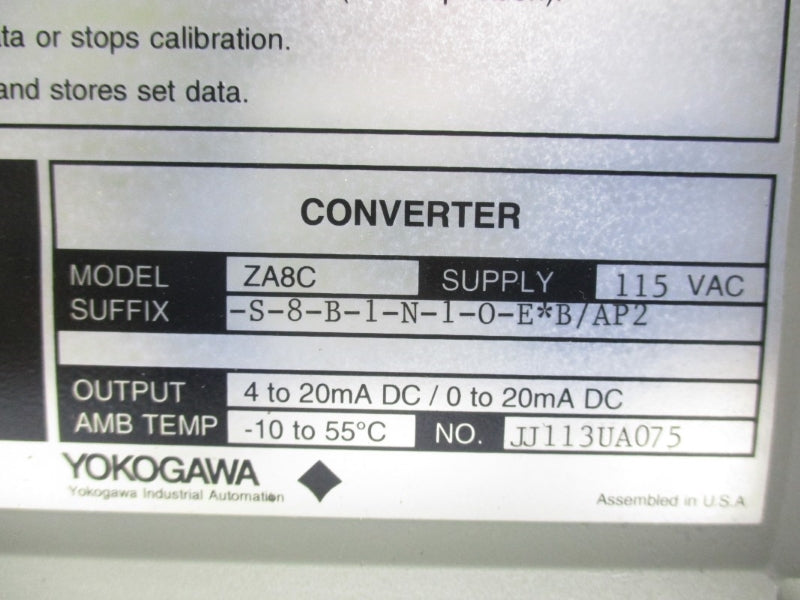 ta or stops calibration.
and stores set data.
CONVERTER
MODEL ZA8C SUPPLY 115 VAC
SUFFIX -S-8-B-1-N-1-O-E*B/AP2
OUTPUT 4 to 20mA DC / 0 to 20mA DC
AMB TEMP -10 to 55°C NO. JJ113UA075
YOKOGAWA
Yokogawa Industrial Automation
Assembled in U.S.A